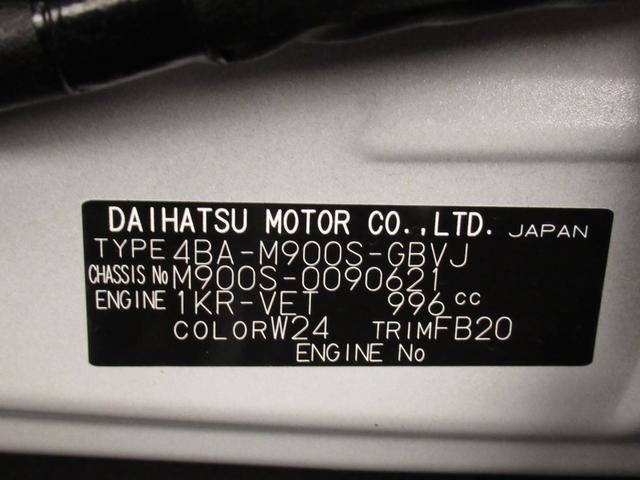 DAIHATSU MOTOR CO.,LTD. JAPAN
TYPE 4BA-M900S-GBVJ
CHASSIS No M900S-0090621
ENGINE 1KR-VET 996 cc
COLOR W24 TRIM FB20
ENGINE No